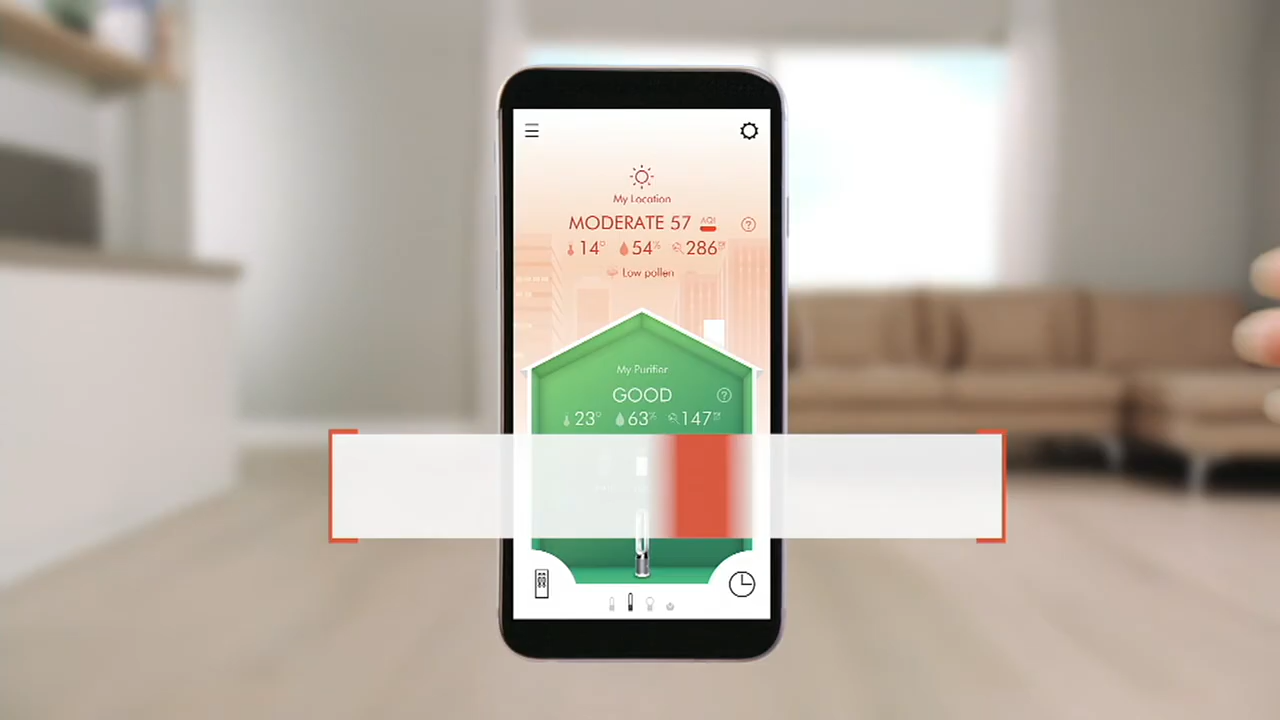 My Location
MODERATE 57 AQI
14° 54% 286
Low pollen
My Purifier
GOOD
23° 63% 147